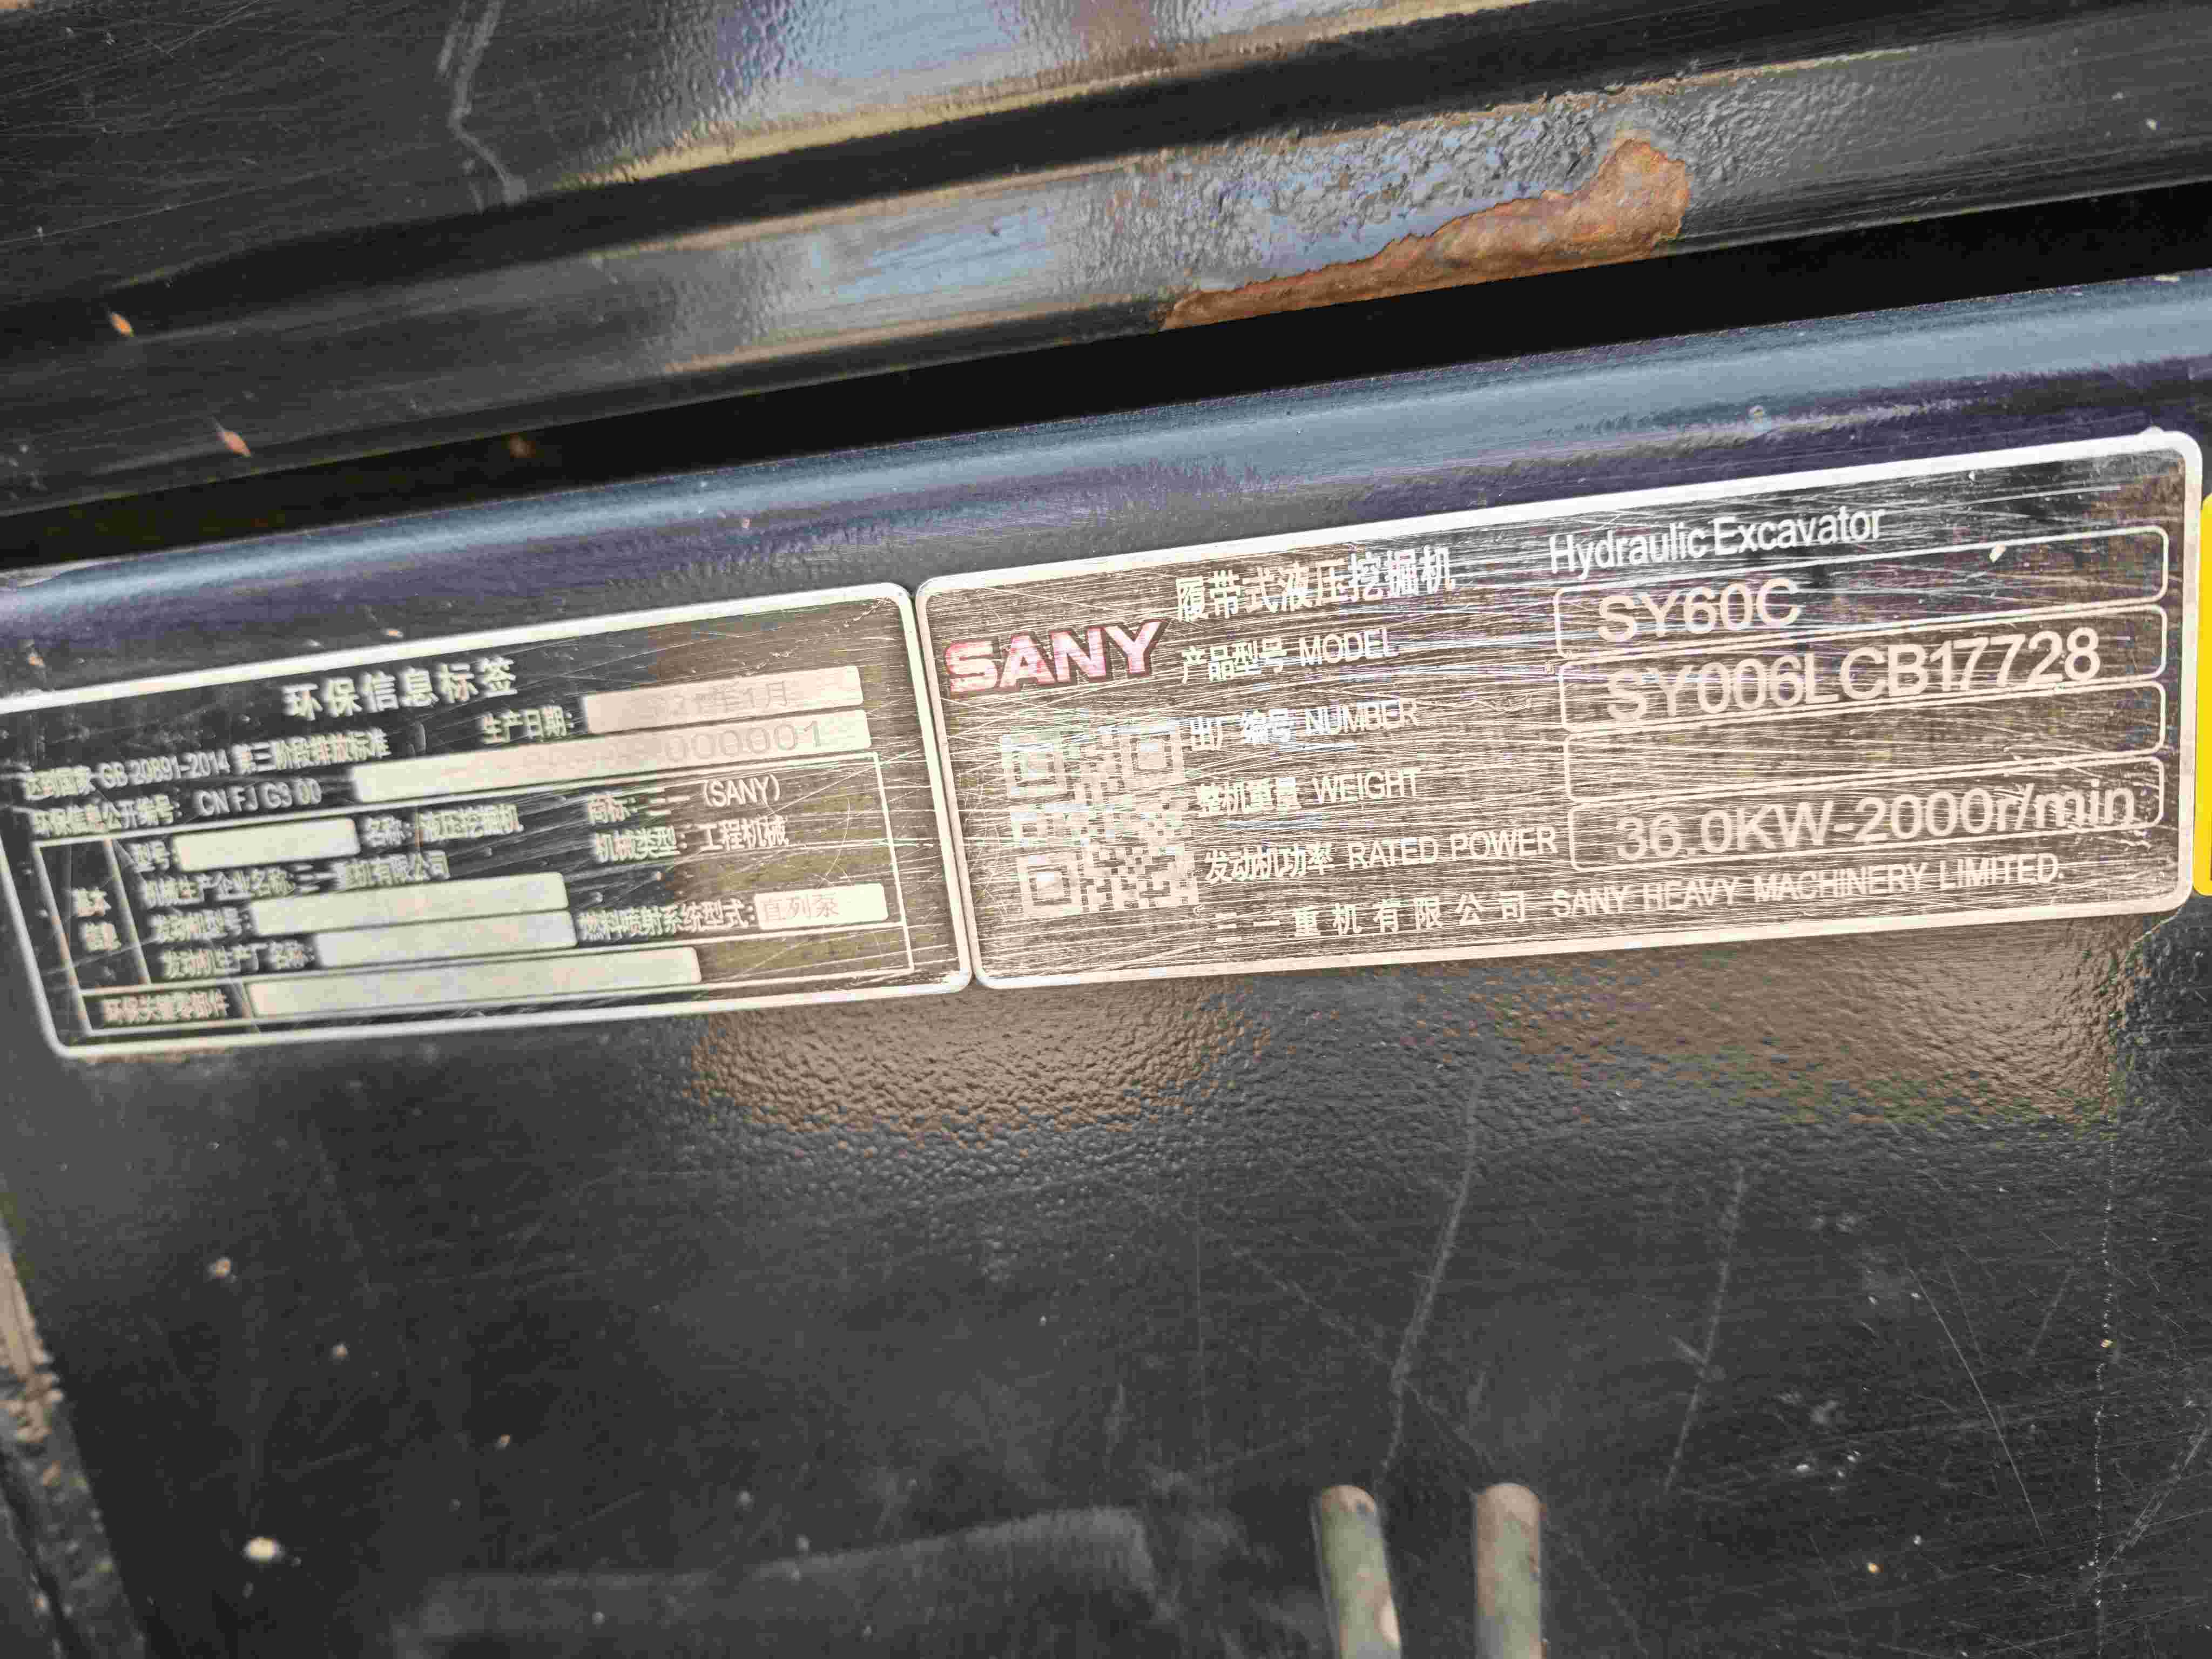 环保信息标签
达到国家 GB 20891-2014 第三阶段排放标准
生产日期: 21年1月
环保信息公开编号: CN FJ G3 00 000001
基本信息
型号: 名称: 液压挖掘机 商标: 三一 (SANY)
机械生产企业名称: 三一重机有限公司 机械类型: 工程机械
发动机型号:
发动机生产厂名称: 燃料喷射系统型式: 直列泵
环保关键零部件
SANY
履带式液压挖掘机 Hydraulic Excavator
产品型号 MODEL SY60C
出厂编号 NUMBER SY006LCB17728
整机重量 WEIGHT
发动机功率 RATED POWER 36.0KW-2000r/min
三一重机有限公司 SANY HEAVY MACHINERY LIMITED.